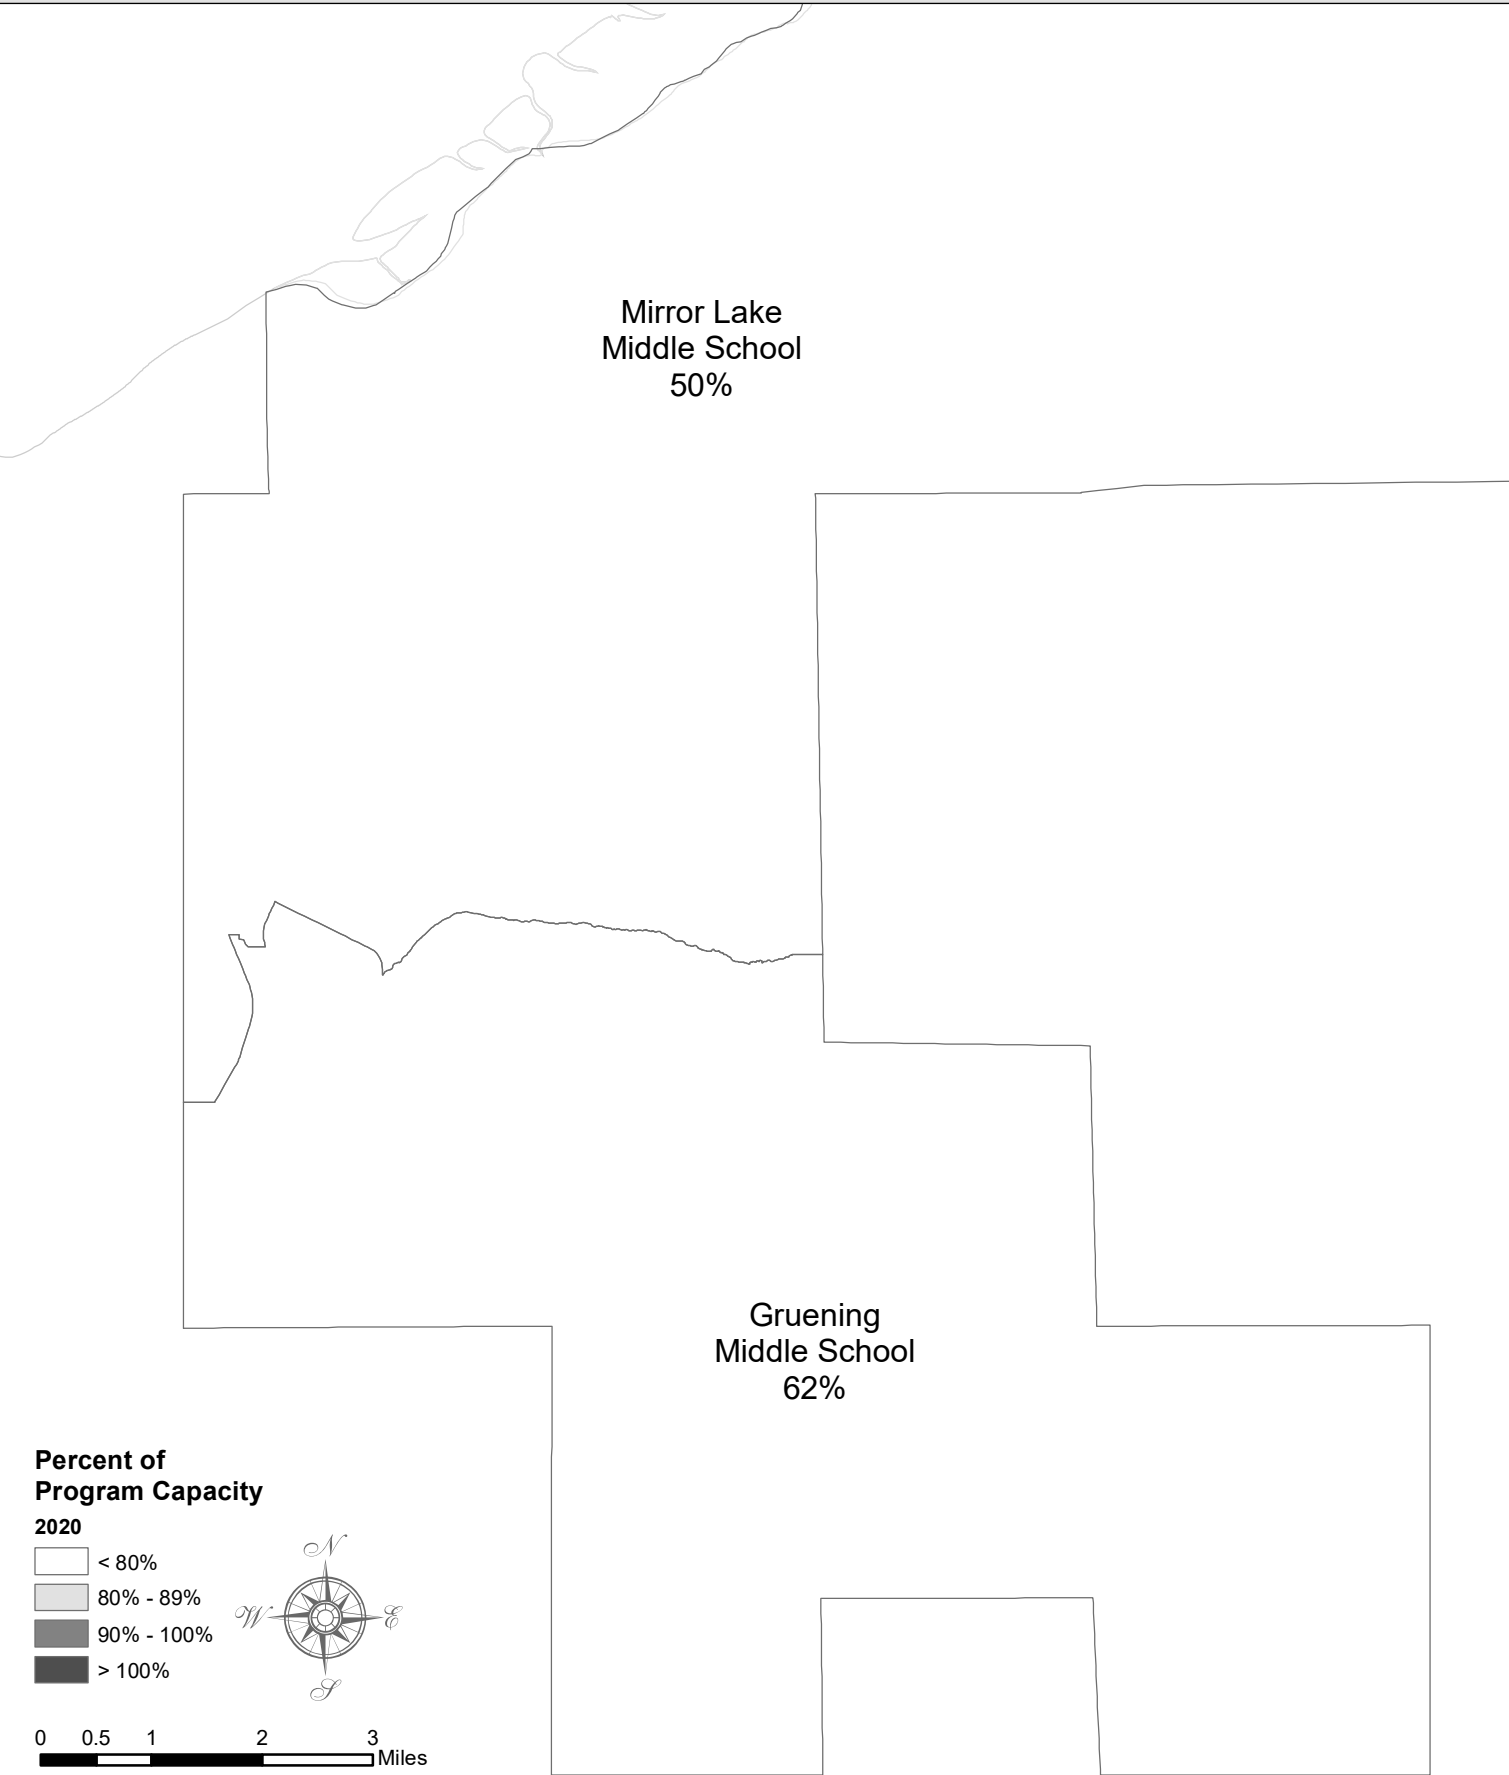 Mirror Lake
Middle School
50%
Gruening
Middle School
62%
Percent of
Program Capacity
2020
< 80%
80% - 89%
90% - 100%
> 100%
N
W
E
S
0 0.5 1 2 3
Miles